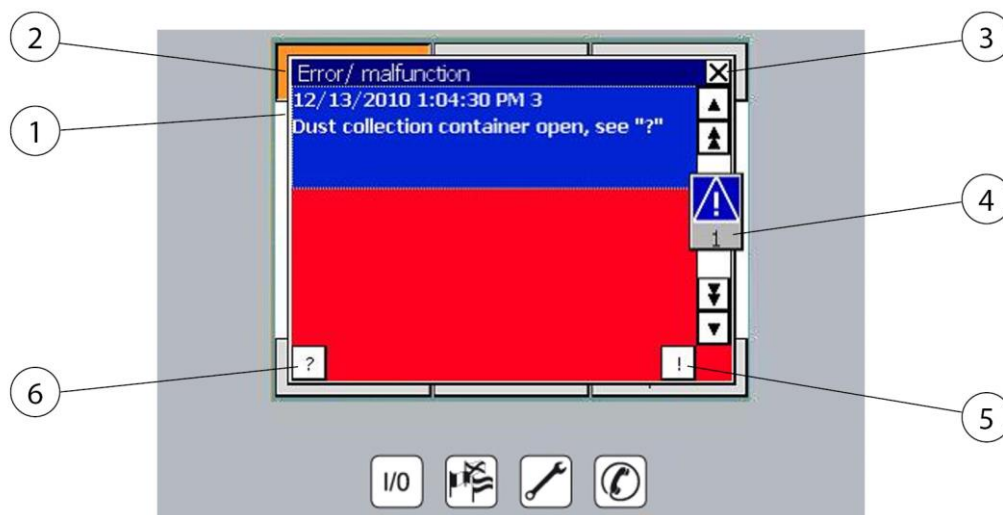 2
3
Error/ malfunction
12/13/2010 1:04:30 PM 3
1
Dust collection container open, see "?"
4
1
?
!
6
5
I/O